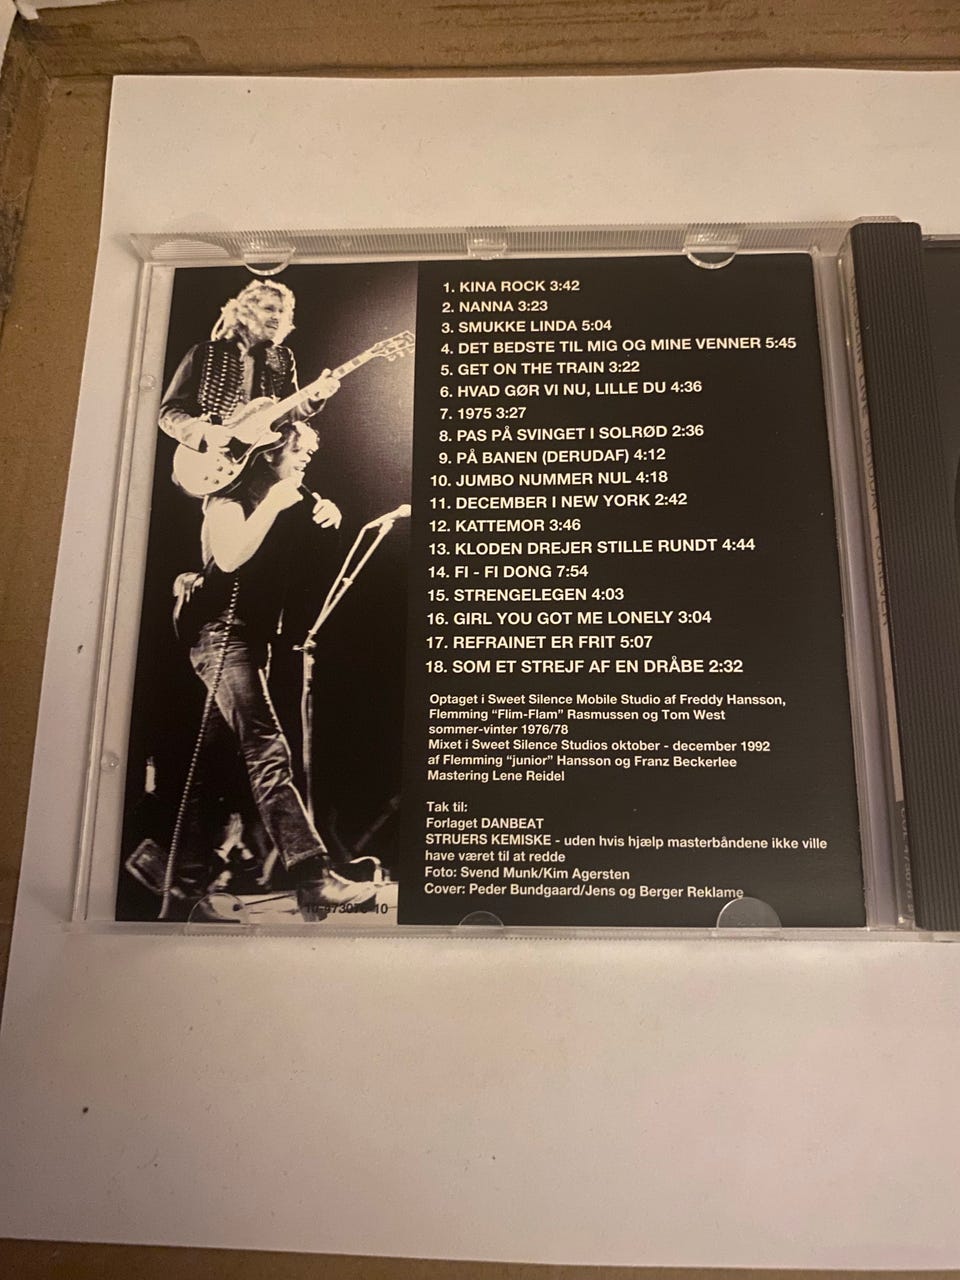 1. KINA ROCK 3:42
2. NANNA 3:23
3. SMUKKE LINDA 5:04
4. DET BEDSTE TIL MIG OG MINE VENNER 5:45
5. GET ON THE TRAIN 3:22
6. HVAD GØR VI NU, LILLE DU 4:36
7. 1975 3:27
8. PAS PÅ SVINGET I SOLRØD 2:36
9. PÅ BANEN (DERUDAF) 4:12
10. JUMBO NUMMER NUL 4:18
11. DECEMBER I NEW YORK 2:42
12. KATTEMOR 3:46
13. KLODEN DREJER STILLE RUNDT 4:44
14. FI - FI DONG 7:54
15. STRENGELEGEN 4:03
16. GIRL YOU GOT ME LONELY 3:04
17. REFRAINET ER FRIT 5:07
18. SOM ET STREJF AF EN DRÅBE 2:32
Optaget i Sweet Silence Mobile Studio af Freddy Hansson,
Flemming “Flim-Flam” Rasmussen og Tom West
sommer-vinter 1976/78
Mixet i Sweet Silence Studios oktober - december 1992
af Flemming “junior” Hansson og Franz Beckerlee
Mastering Lene Reidel
Tak til:
Forlaget DANBEAT
STRUERS KEMISKE - uden hvis hjælp masterbåndene ikke ville
have været til at redde
Foto: Svend Munk/Kim Agersten
Cover: Peder Bundgaard/Jens og Berger Reklame